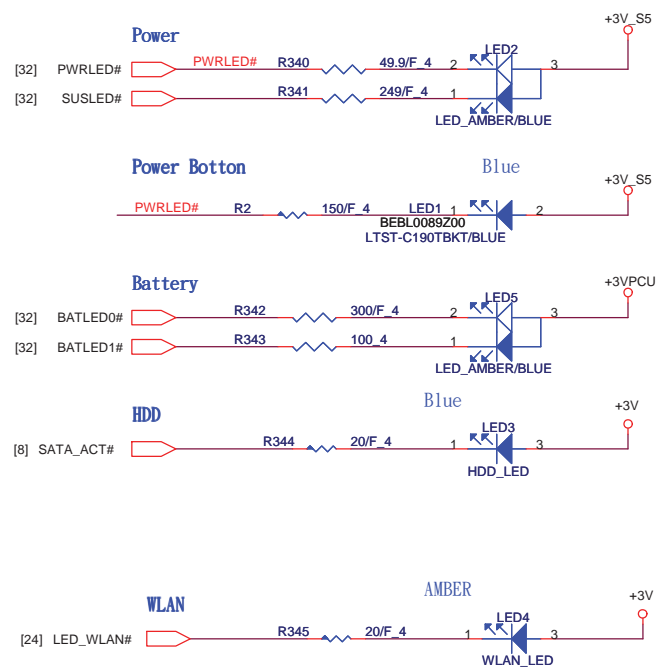 Power
+3V_S5
[32] PWRLED# PWRLED# R340 49.9/F_4 2 LED2 3
[32] SUSLED# R341 249/F_4 1
LED_AMBER/BLUE
Power Botton Blue
+3V_S5
PWRLED# R2 150/F_4 LED1 1 2
BEBL0089Z00
LTST-C190TBKT/BLUE
Battery
+3VPCU
[32] BATLED0# R342 300/F_4 2 LED5 3
[32] BATLED1# R343 100_4 1
LED_AMBER/BLUE
Blue
HDD +3V
[8] SATA_ACT# R344 20/F_4 1 LED3 3
HDD_LED
AMBER
WLAN +3V
[24] LED_WLAN# R345 20/F_4 1 LED4 3
WLAN_LED